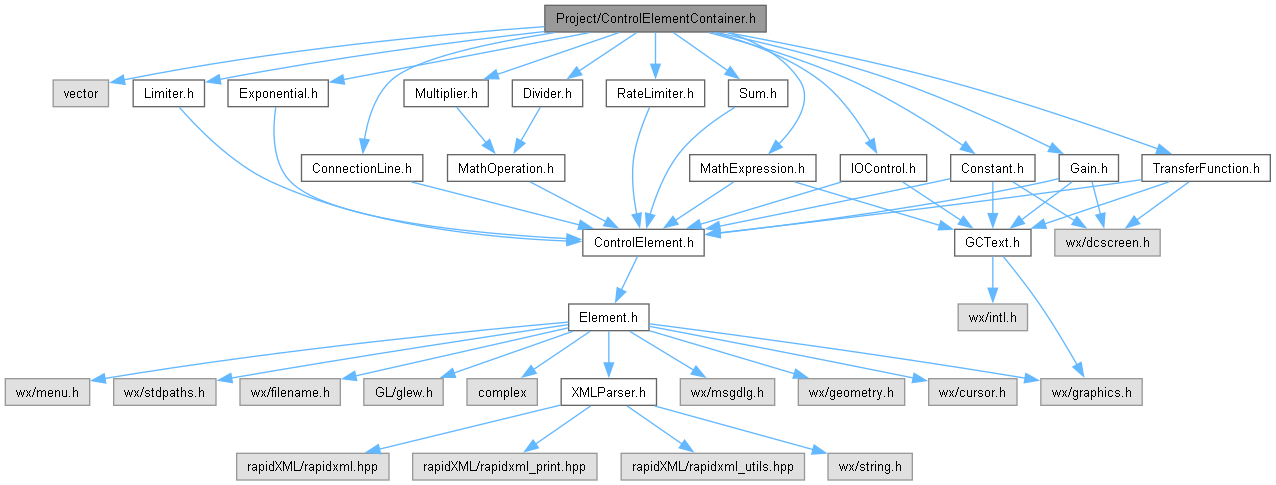 Project/ControlElementContainer.h
vector
Limiter.h
Exponential.h
Multiplier.h
Divider.h
RateLimiter.h
Sum.h
ConnectionLine.h
MathOperation.h
MathExpression.h
IOControl.h
Constant.h
Gain.h
TransferFunction.h
ControlElement.h
GCText.h
wx/dcscreen.h
Element.h
wx/intl.h
wx/menu.h
wx/stdpaths.h
wx/filename.h
GL/glew.h
complex
XMLParser.h
wx/msgdlg.h
wx/geometry.h
wx/cursor.h
wx/graphics.h
rapidXML/rapidxml.hpp
rapidXML/rapidxml_print.hpp
rapidXML/rapidxml_utils.hpp
wx/string.h